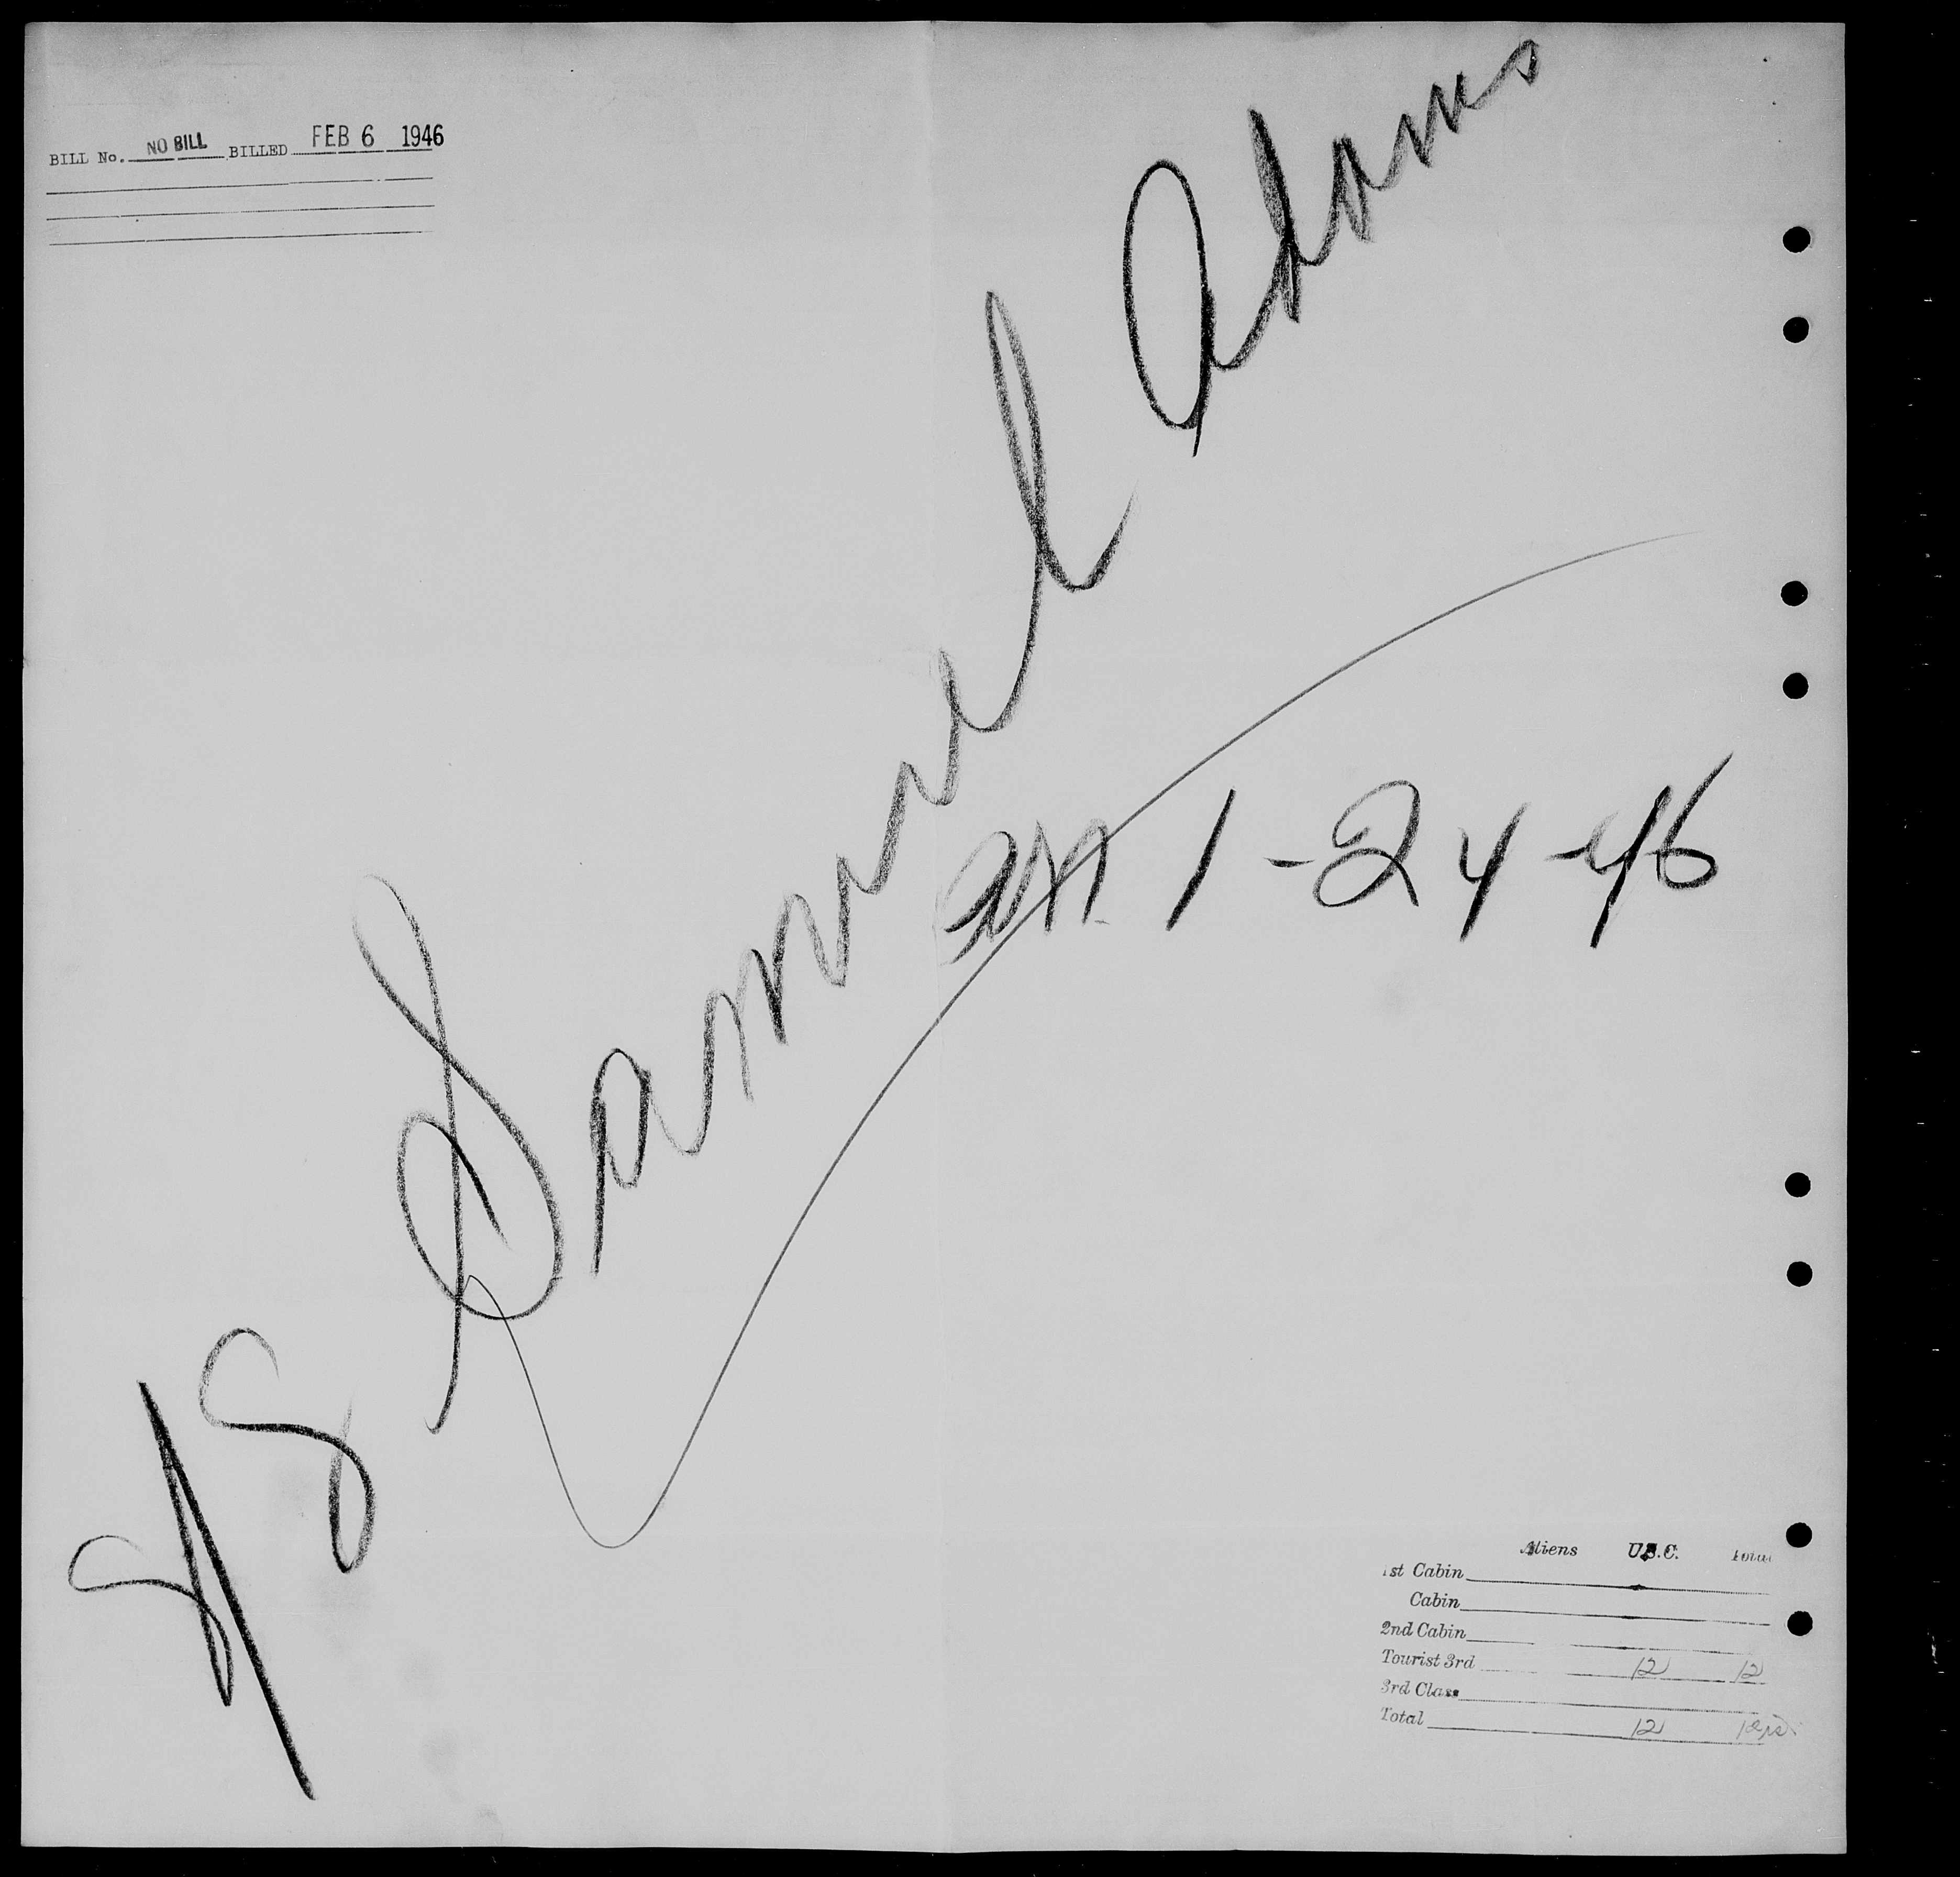 BILL No. NO BILL BILLED FEB 6 1946
SS Samuel Adams
arr 1-24-46
Aliens U.S.C. Total
1st Cabin
Cabin
2nd Cabin
Tourist 3rd 12 12
3rd Class
Total 12